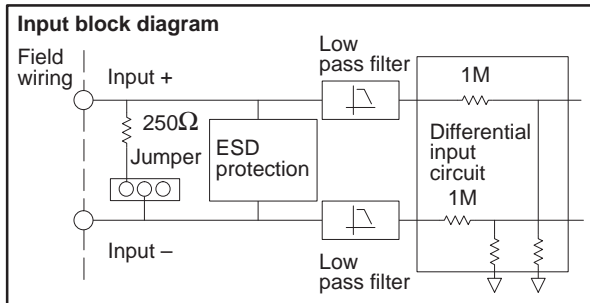 Input block diagram
Field
wiring
Input +
Low
pass filter
1M
250Ω
Jumper
ESD
protection
Differential
input
circuit
1M
Input –
Low
pass filter